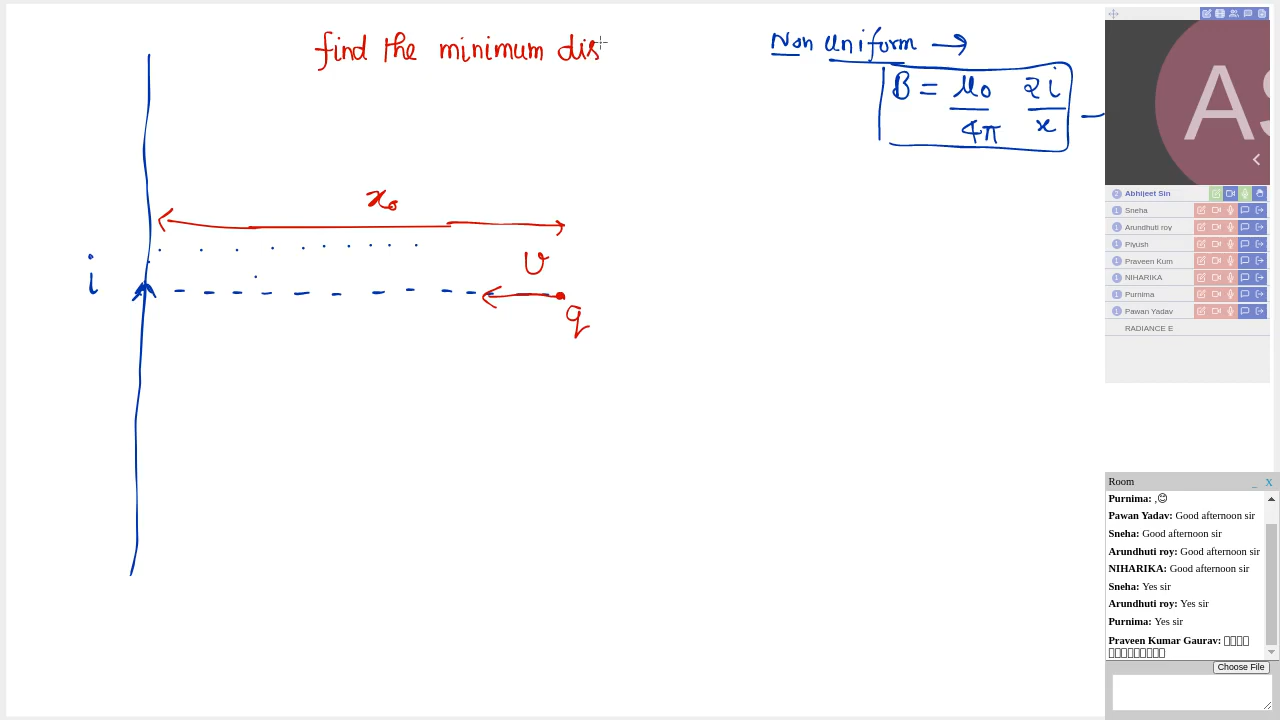 find the minimum dis
Non uniform →
B = μ₀/4π 2i/x
x₀
i
v
q
AS
Abhijeet Sin
Sneha
Arundhuti roy
Piyush
Praveen Kum
NIHARIKA
Purnima
Pawan Yadav
RADIANCE E
Room _ X
Purnima: ,😊
Pawan Yadav: Good afternoon sir
Sneha: Good afternoon sir
Arundhuti roy: Good afternoon sir
NIHARIKA: Good afternoon sir
Sneha: Yes sir
Arundhuti roy: Yes sir
Purnima: Yes sir
Praveen Kumar Gaurav:
Choose File